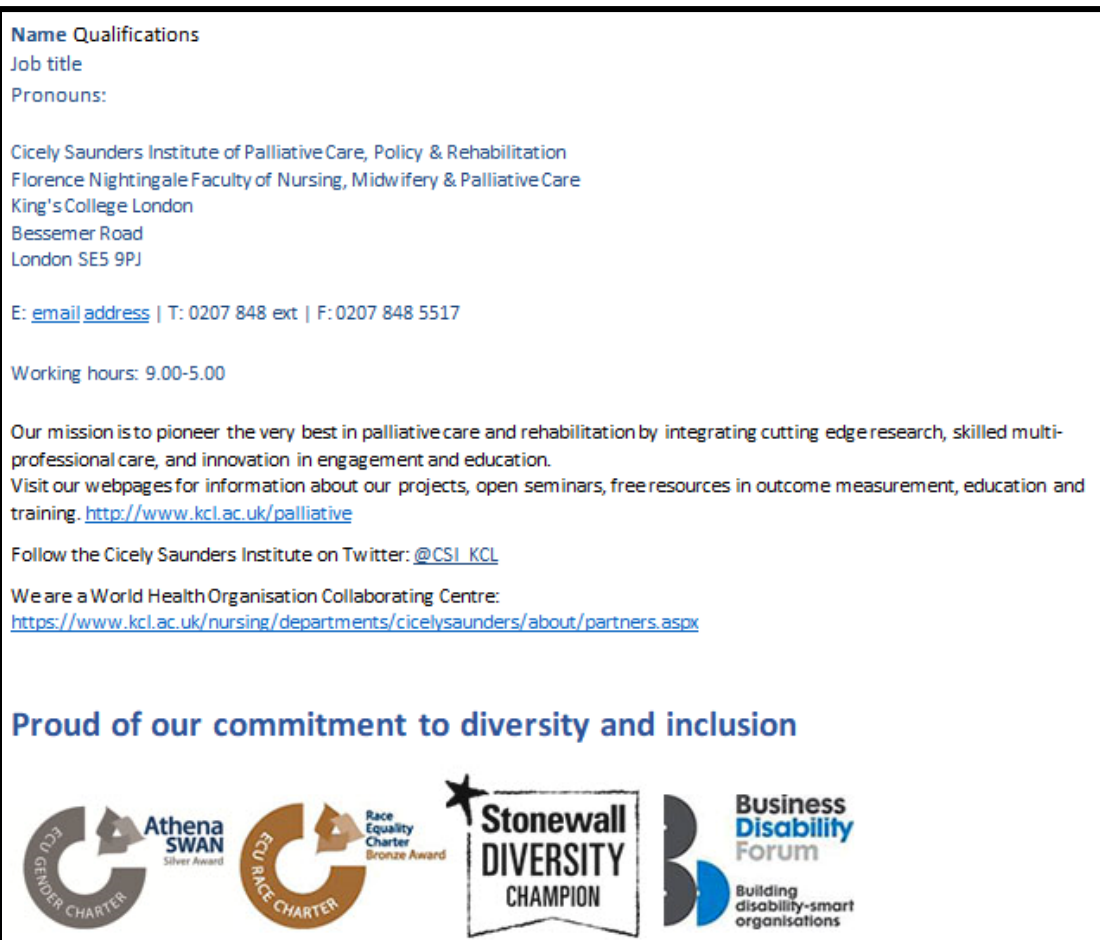 Name Qualifications
Job title
Pronouns:
Cicely Saunders Institute of Palliative Care, Policy & Rehabilitation
Florence Nightingale Faculty of Nursing, Midwifery & Palliative Care
King's College London
Bessemer Road
London SE5 9PJ
E: email address | T: 0207 848 ext | F: 0207 848 5517
Working hours: 9.00-5.00
Our mission is to pioneer the very best in palliative care and rehabilitation by integrating cutting edge research, skilled multi-
professional care, and innovation in engagement and education.
Visit our webpages for information about our projects, open seminars, free resources in outcome measurement, education and
training. http://www.kcl.ac.uk/palliative
Follow the Cicely Saunders Institute on Twitter: @CSI_KCL
We are a World Health Organisation Collaborating Centre:
https://www.kcl.ac.uk/nursing/departments/cicelysaunders/about/partners.aspx
Proud of our commitment to diversity and inclusion
ECU GENDER CHARTER
Athena
SWAN
Silver Award
ECU RACE CHARTER
Race
Equality
Charter
Bronze Award
Stonewall
DIVERSITY
CHAMPION
Business
Disability
Forum
Building
disability-smart
organisations